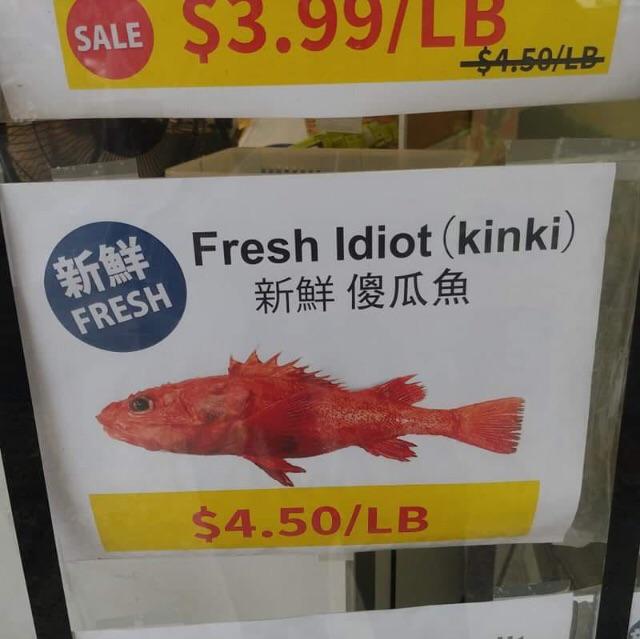 SALE
$3.99/LB
$4.50/LB
新鮮
FRESH
Fresh Idiot (kinki)
新鮮 傻瓜魚
$4.50/LB